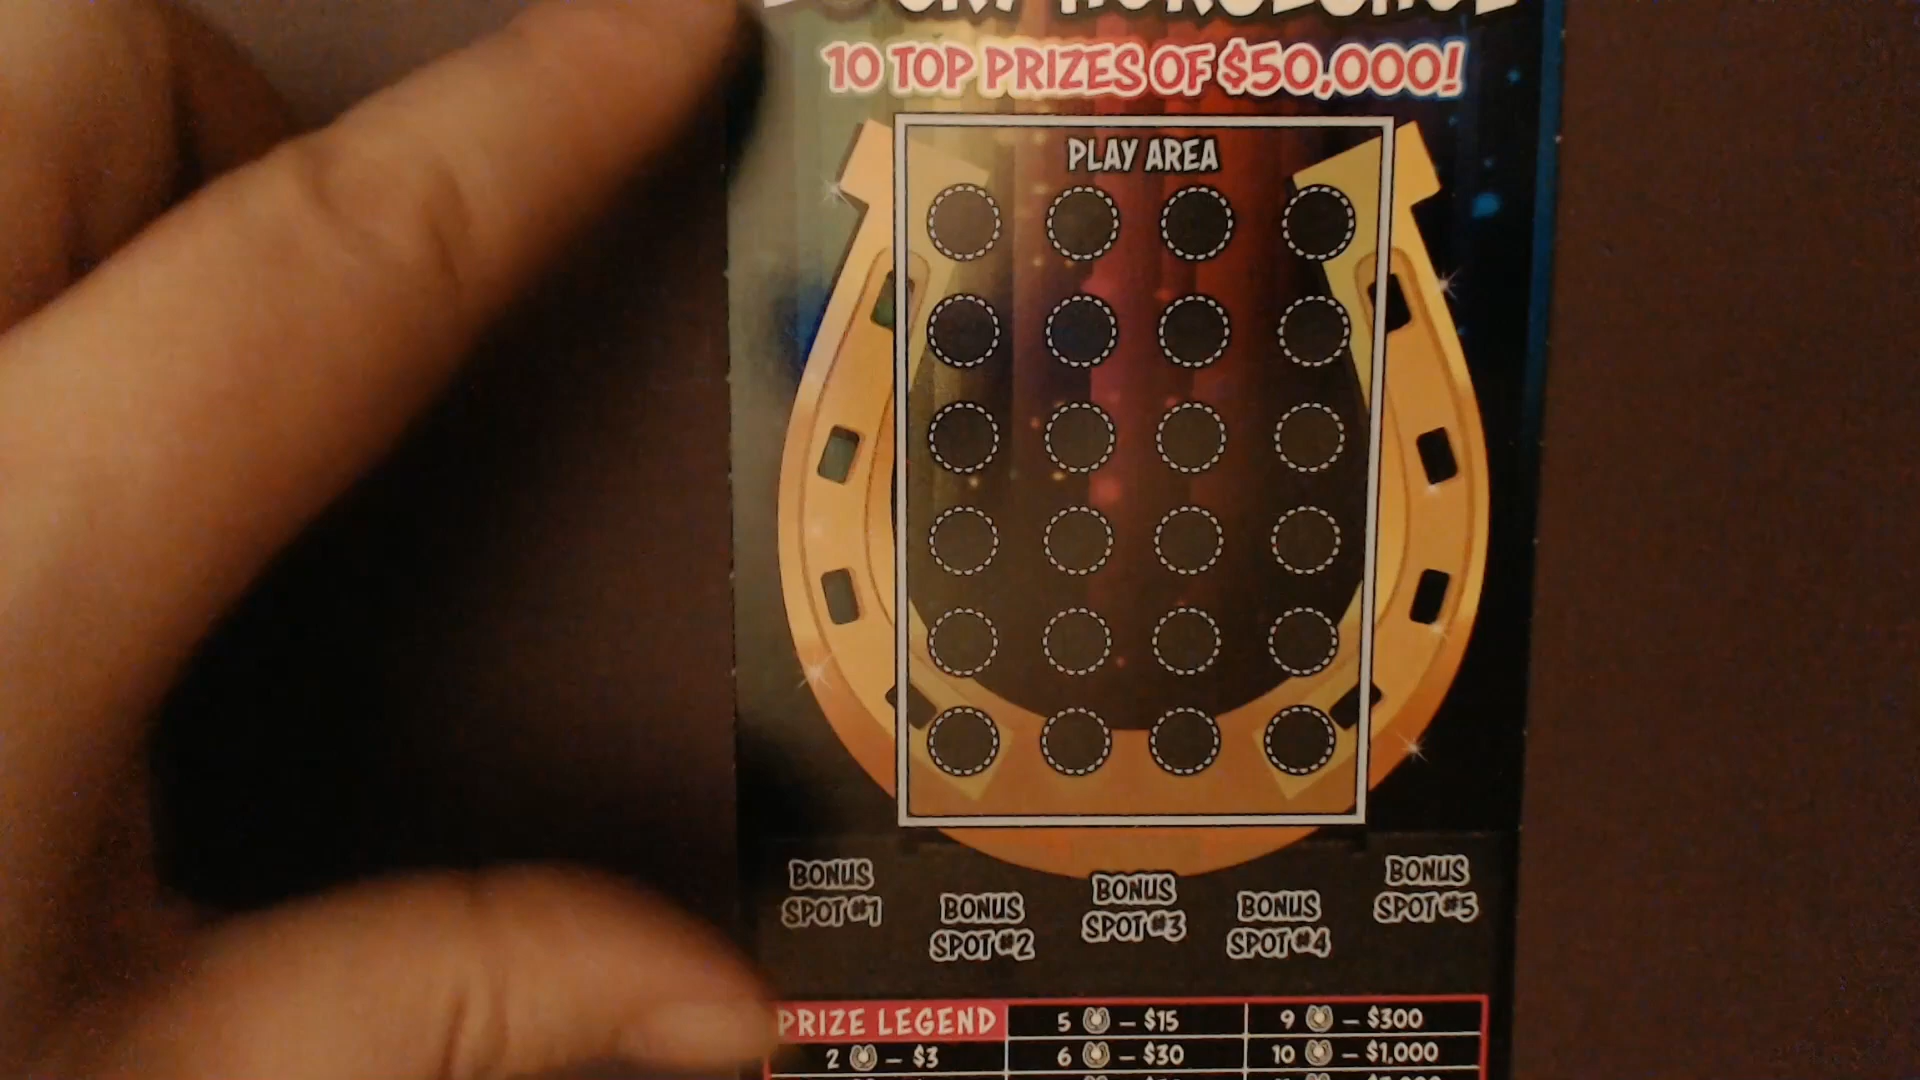 10 TOP PRIZES OF $50,000!
PLAY AREA
BONUS SPOT #1
BONUS SPOT #2
BONUS SPOT #3
BONUS SPOT #4
BONUS SPOT #5
PRIZE LEGEND
2 – $3
5 – $15
6 – $30
9 – $300
10 – $1,000